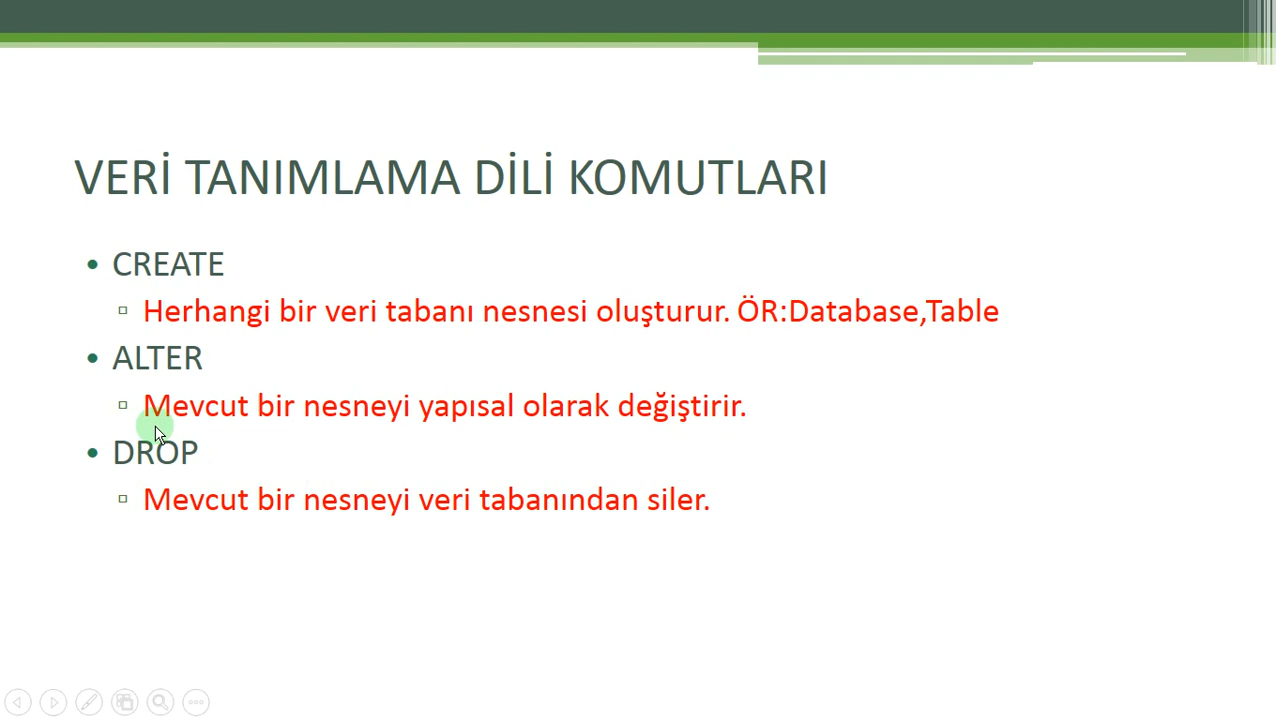 VERİ TANIMLAMA DİLİ KOMUTLARI
• CREATE
▫ Herhangi bir veri tabanı nesnesi oluşturur. ÖR:Database,Table
• ALTER
▫ Mevcut bir nesneyi yapısal olarak değiştirir.
• DROP
▫ Mevcut bir nesneyi veri tabanından siler.